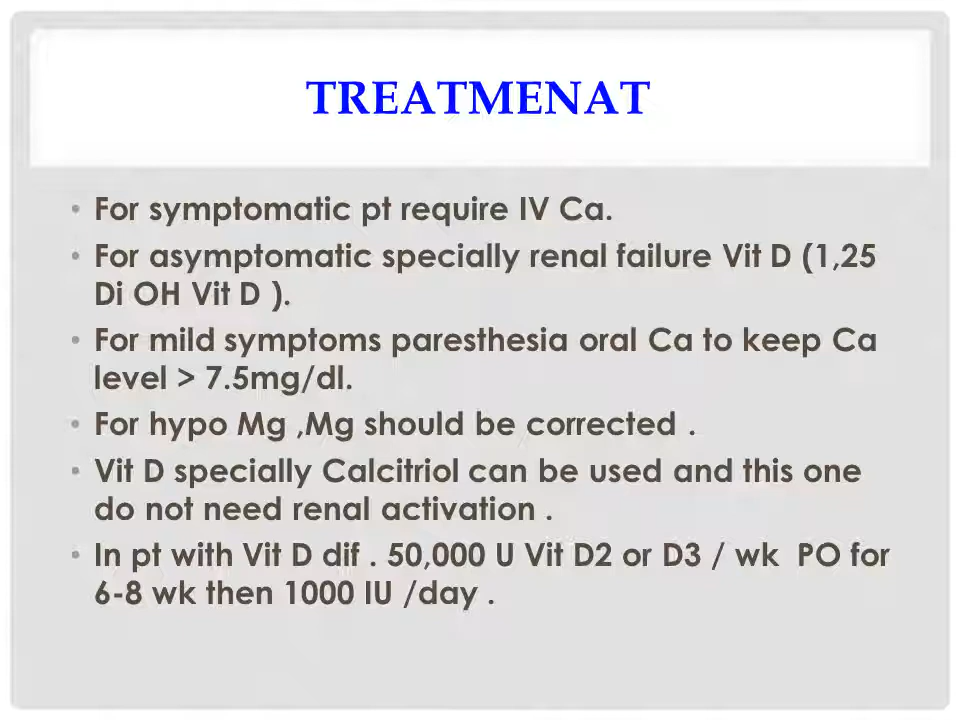 TREATMENAT
• For symptomatic pt require IV Ca.
• For asymptomatic specially renal failure Vit D (1,25
Di OH Vit D ).
• For mild symptoms paresthesia oral Ca to keep Ca
level > 7.5mg/dl.
• For hypo Mg ,Mg should be corrected .
• Vit D specially Calcitriol can be used and this one
do not need renal activation .
• In pt with Vit D dif . 50,000 U Vit D2 or D3 / wk  PO for
6-8 wk then 1000 IU /day .